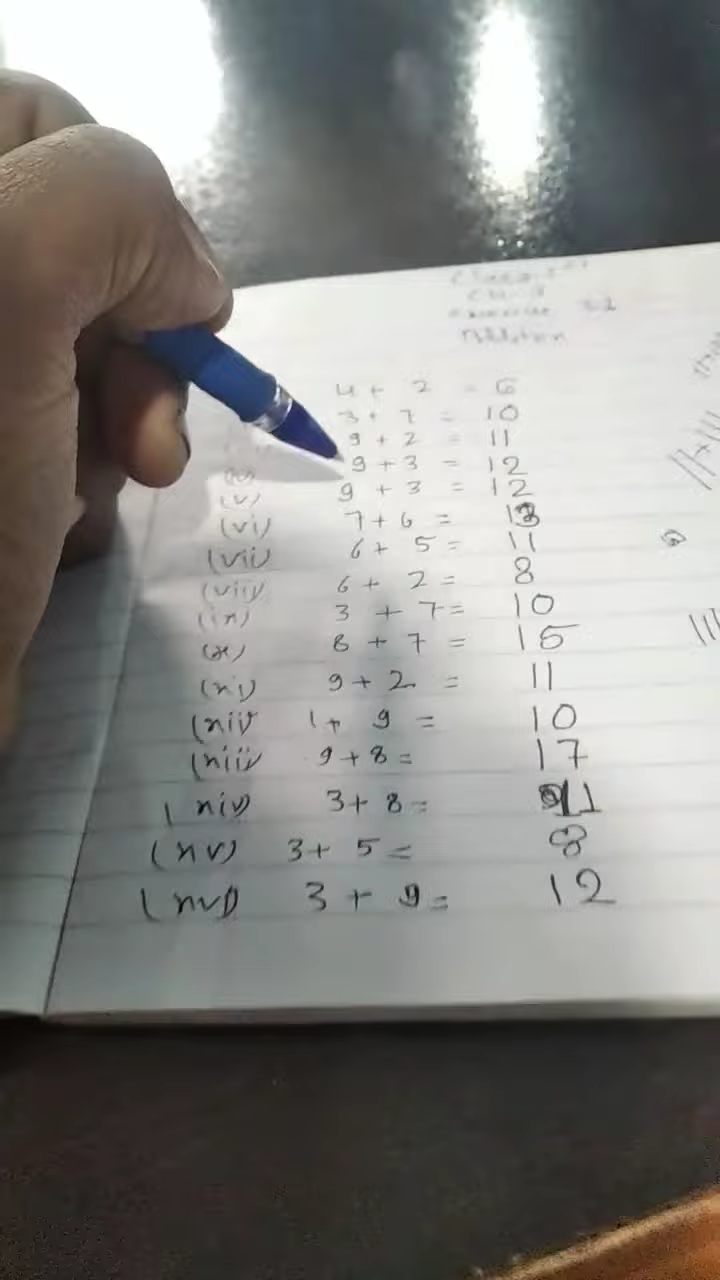 Addition
4 + 2 = 6
3 + 7 = 10
9 + 2 = 11
9 + 3 = 12
(v) 9 + 3 = 12
(vi) 7 + 6 = 13
(vii) 6 + 5 = 11
(viii) 6 + 2 = 8
(ix) 3 + 7 = 10
(x) 8 + 7 = 15
(xi) 9 + 2 = 11
(xii) 1 + 9 = 10
(xiii) 9 + 8 = 17
(xiv) 3 + 8 = 11
(xv) 3 + 5 = 8
(xvi) 3 + 9 = 12